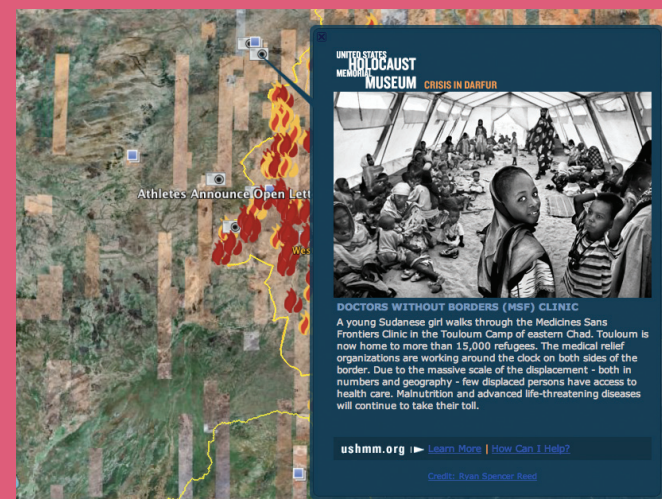 UNITED STATES
HOLOCAUST
MEMORIAL
MUSEUM CRISIS IN DARFUR
Athletes Announce Open Lett
Wes
DOCTORS WITHOUT BORDERS (MSF) CLINIC
A young Sudanese girl walks through the Medicines Sans
Frontiers Clinic in the Touloum Camp of eastern Chad. Touloum is
now home to more than 15,000 refugees. The medical relief
organizations are working around the clock on both sides of the
border. Due to the massive scale of the displacement - both in
numbers and geography - few displaced persons have access to
health care. Malnutrition and advanced life-threatening diseases
will continue to take their toll.
ushmm.org Learn More | How Can I Help?
Credit: Ryan Spencer Reed